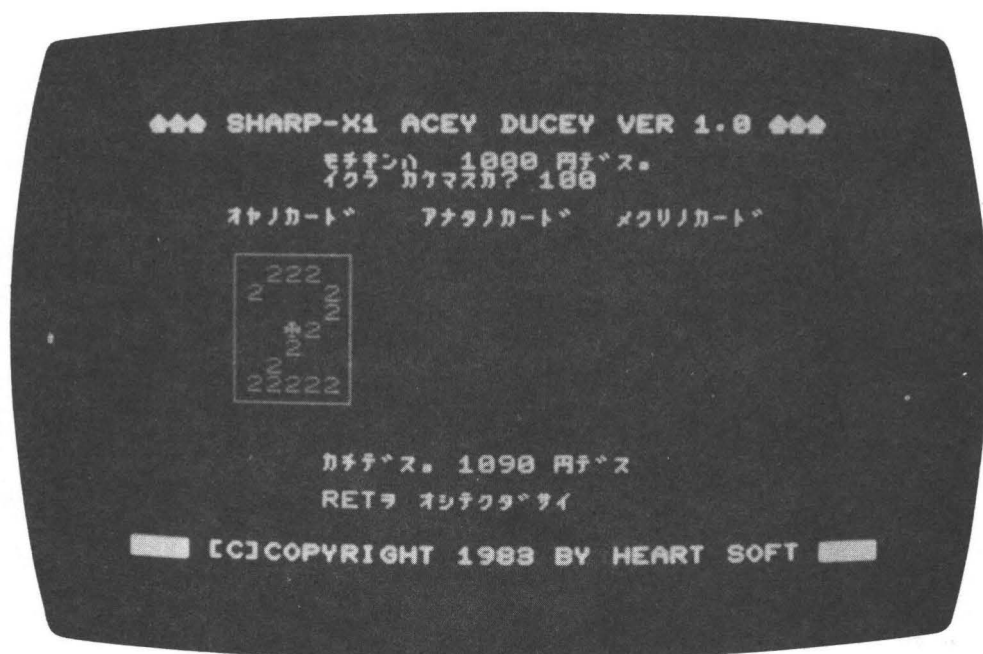 ♠♠♠ SHARP-X1 ACEY DUCEY VER 1.0 ♠♠♠
モチキンハ 1000 円デス。
イクラ カケマスカ? 100
オヤノカード アナタノカード メクリノカード
222
2 2
2
♣2
2
2
22222
カチデス。 1090 円デス
RETヲ オシテクダサイ
[C]COPYRIGHT 1983 BY HEART SOFT